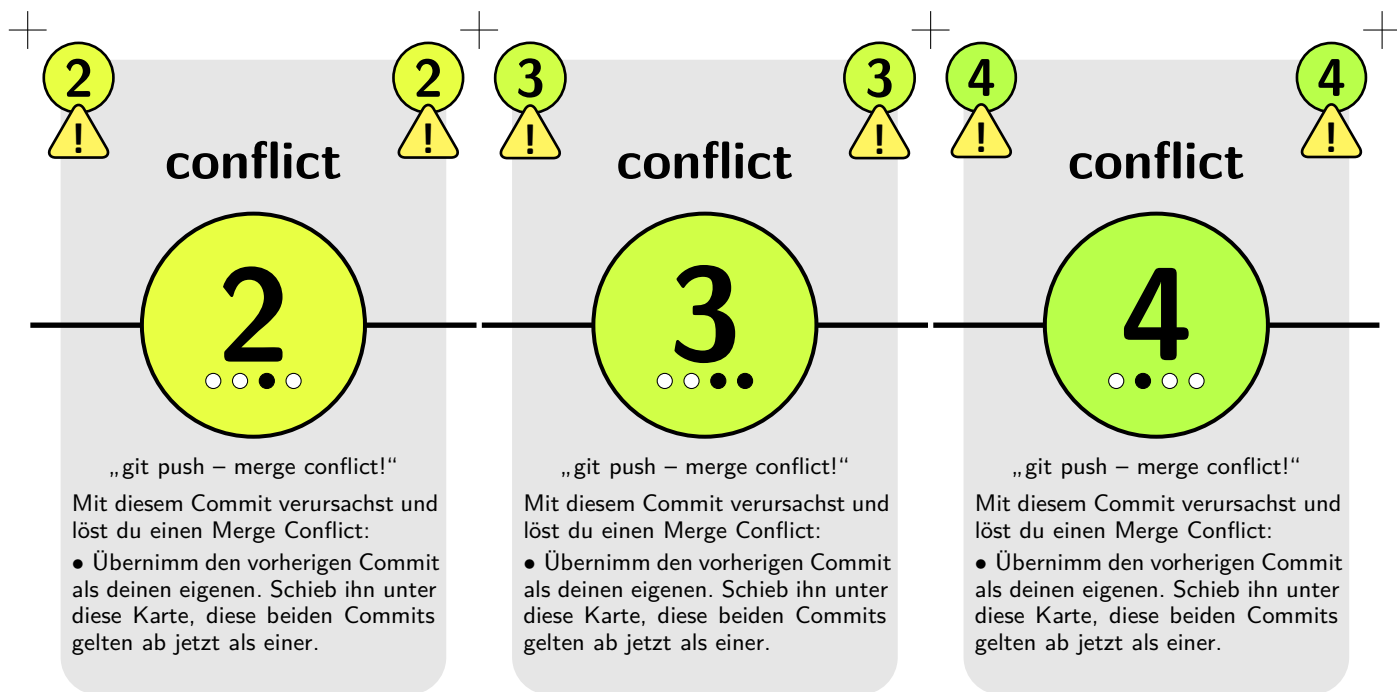 2 2
!
!
conflict
2
„git push – merge conflict!“
Mit diesem Commit verursachst und
löst du einen Merge Conflict:
• Übernimm den vorherigen Commit
als deinen eigenen. Schieb ihn unter
diese Karte, diese beiden Commits
gelten ab jetzt als einer.
3 3
!
!
conflict
3
„git push – merge conflict!“
Mit diesem Commit verursachst und
löst du einen Merge Conflict:
• Übernimm den vorherigen Commit
als deinen eigenen. Schieb ihn unter
diese Karte, diese beiden Commits
gelten ab jetzt als einer.
4 4
!
!
conflict
4
„git push – merge conflict!“
Mit diesem Commit verursachst und
löst du einen Merge Conflict:
• Übernimm den vorherigen Commit
als deinen eigenen. Schieb ihn unter
diese Karte, diese beiden Commits
gelten ab jetzt als einer.